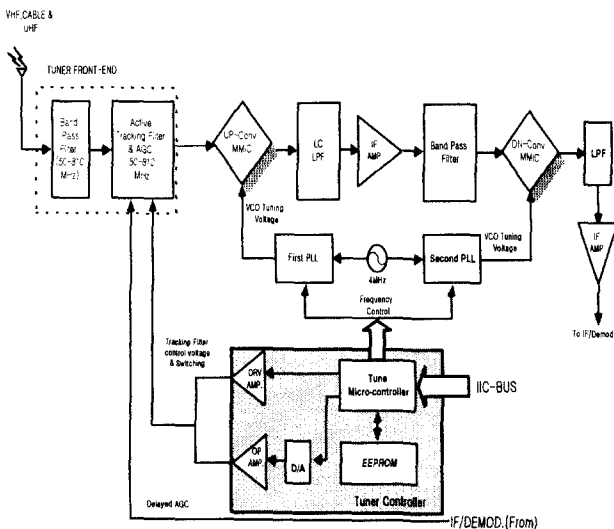 VHF,CABLE &
UHF
TUNER FRONT-END
Band
Pass
Filter
(50-810
MHz)
Active
Tracking Filter
& AGC
50-810
MHz
UP-Conv
MMIC
LC
LPF
IF
AMP
Band Pass
Filter
DN-Conv
MMIC
LPF
VCO Tuning
Voltage
First PLL
4MHz
Second PLL
VCO Tuning
Voltage
IF
AMP
Frequency
Control
To IF/Demod
Tracking Filter
control voltage
& Switching
DRV
AMP.
Tune
Micro-controller
IIC-BUS
OP
AMP.
D/A
EEPROM
Tuner Controller
Delayed AGC
IF/DEMOD.(From)